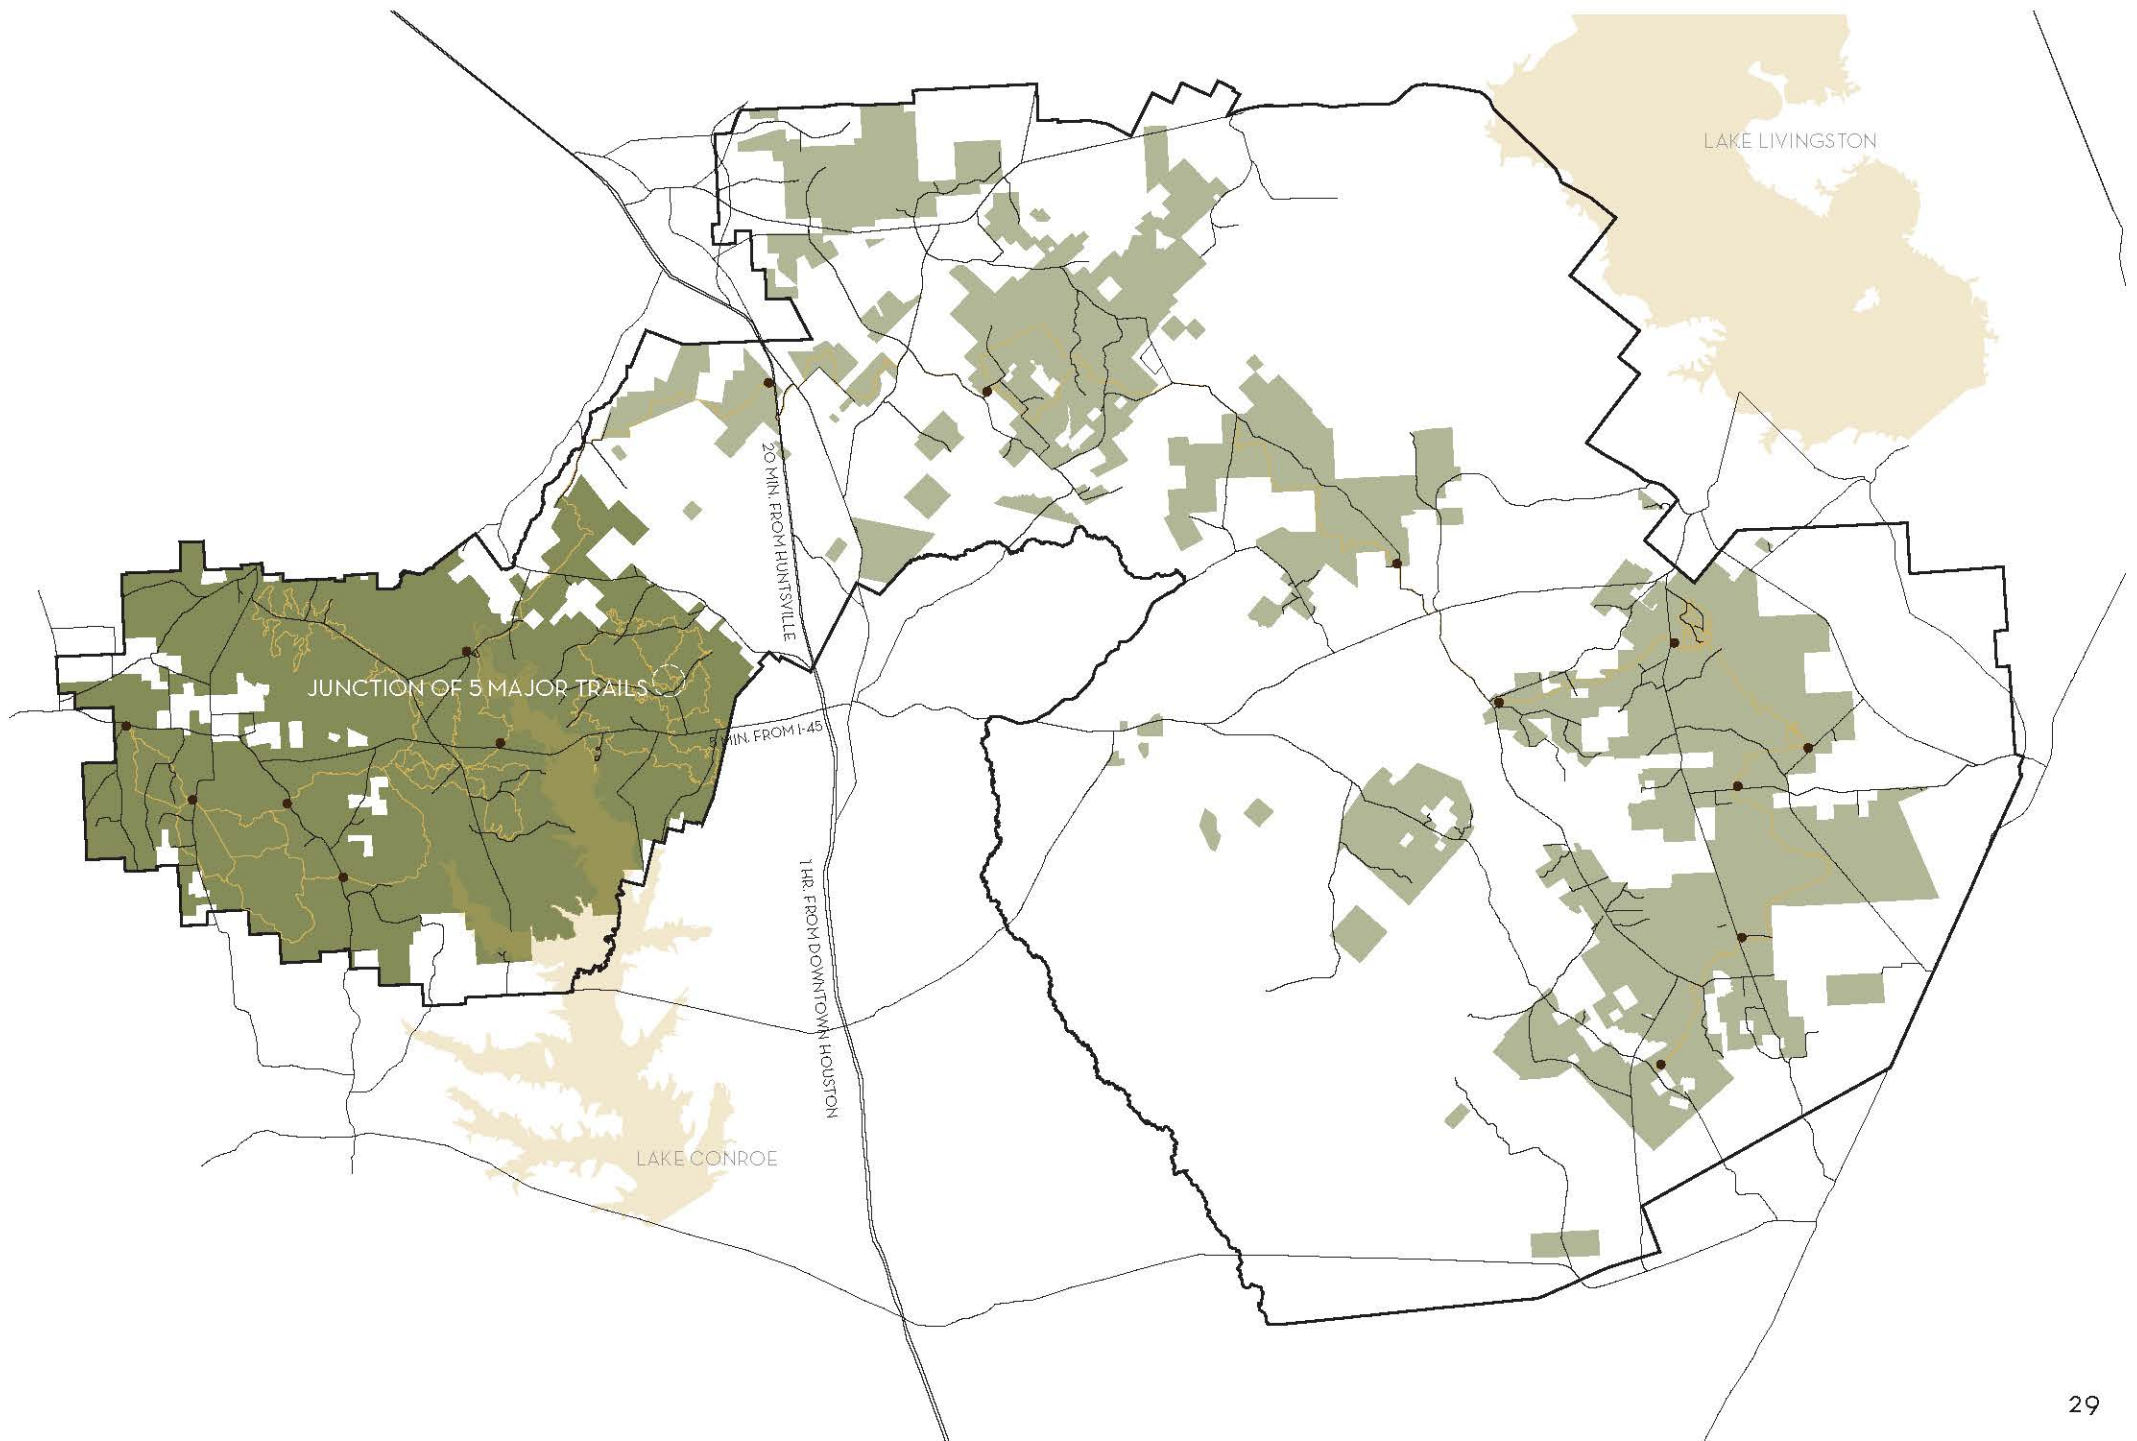 LAKE LIVINGSTON
20 MIN. FROM HUNTSVILLE
JUNCTION OF 5 MAJOR TRAILS
5 MIN. FROM I-45
1 HR. FROM DOWNTOWN HOUSTON
LAKE CONROE
29